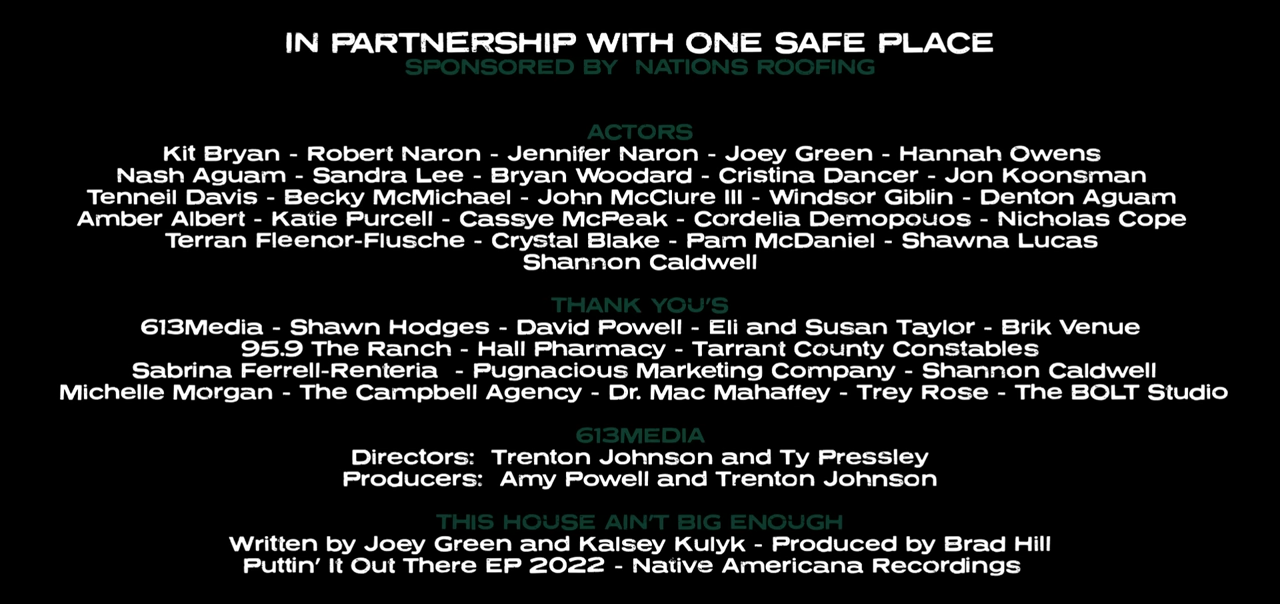 IN PARTNERSHIP WITH ONE SAFE PLACE
SPONSORED BY NATIONS ROOFING
ACTORS
Kit Bryan - Robert Naron - Jennifer Naron - Joey Green - Hannah Owens
Nash Aguam - Sandra Lee - Bryan Woodard - Cristina Dancer - Jon Koonsman
Tenneil Davis - Becky McMichael - John McClure III - Windsor Giblin - Denton Aguam
Amber Albert - Katie Purcell - Cassye McPeak - Cordelia Demopouos - Nicholas Cope
Terran Fleenor-Flusche - Crystal Blake - Pam McDaniel - Shawna Lucas
Shannon Caldwell
THANK YOU'S
613Media - Shawn Hodges - David Powell - Eli and Susan Taylor - Brik Venue
95.9 The Ranch - Hall Pharmacy - Tarrant County Constables
Sabrina Ferrell-Renteria - Pugnacious Marketing Company - Shannon Caldwell
Michelle Morgan - The Campbell Agency - Dr. Mac Mahaffey - Trey Rose - The BOLT Studio
613MEDIA
Directors: Trenton Johnson and Ty Pressley
Producers: Amy Powell and Trenton Johnson
THIS HOUSE AIN'T BIG ENOUGH
Written by Joey Green and Kalsey Kulyk - Produced by Brad Hill
Puttin' It Out There EP 2022 - Native Americana Recordings